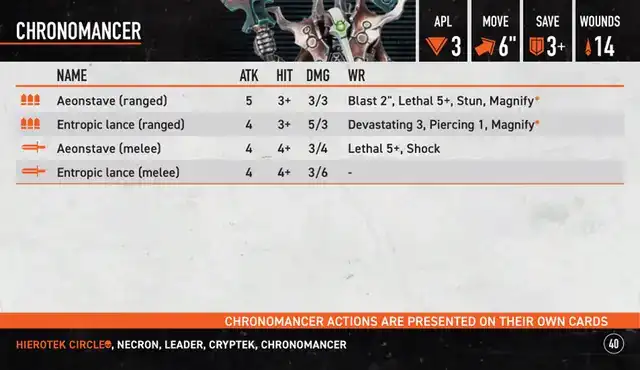 CHRONOMANCER
APL MOVE SAVE WOUNDS
3 6" 3+ 14
NAME ATK HIT DMG WR
Aeonstave (ranged) 5 3+ 3/3 Blast 2", Lethal 5+, Stun, Magnify*
Entropic lance (ranged) 4 3+ 5/3 Devastating 3, Piercing 1, Magnify*
Aeonstave (melee) 4 4+ 3/4 Lethal 5+, Shock
Entropic lance (melee) 4 4+ 3/6 -
CHRONOMANCER ACTIONS ARE PRESENTED ON THEIR OWN CARDS
HIEROTEK CIRCLE, NECRON, LEADER, CRYPTEK, CHRONOMANCER
40